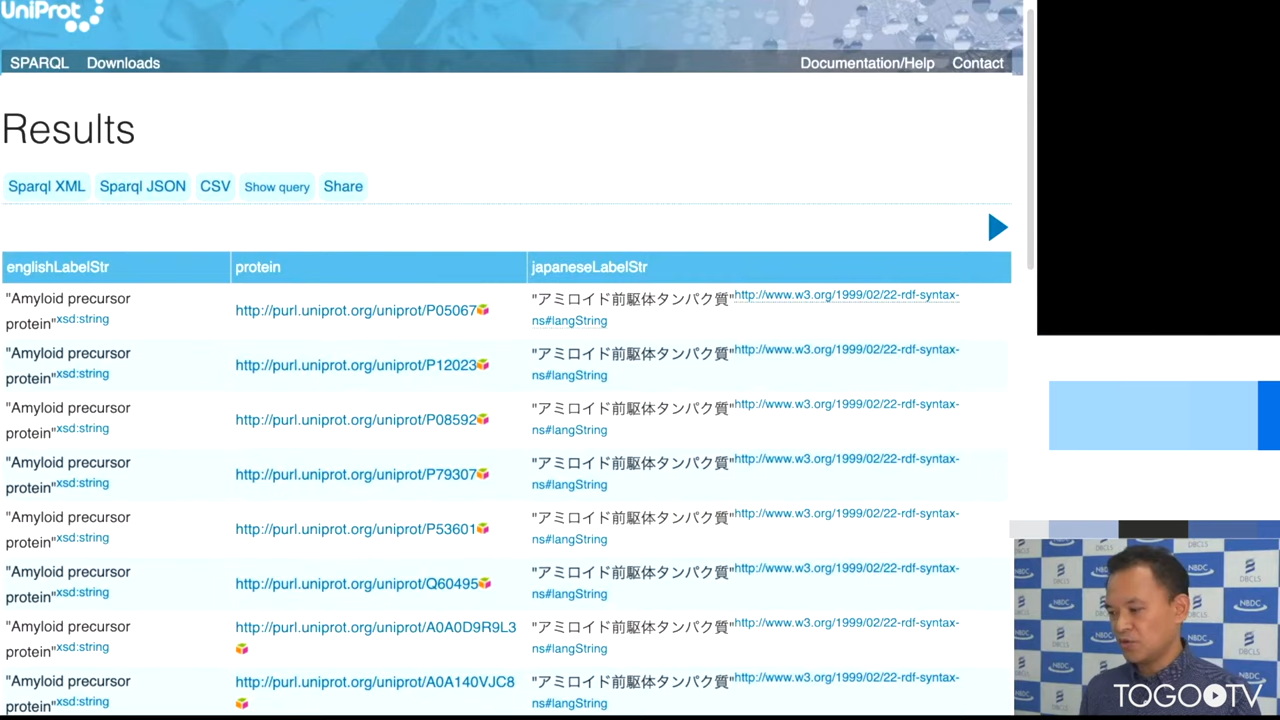 UniProt
SPARQL Downloads Documentation/Help Contact
Results
Sparql XML Sparql JSON CSV Show query Share
englishLabelStr protein japaneseLabelStr
"Amyloid precursor protein"xsd:string http://purl.uniprot.org/uniprot/P05067 "アミロイド前駆体タンパク質"http://www.w3.org/1999/02/22-rdf-syntax-
ns#langString
"Amyloid precursor protein"xsd:string http://purl.uniprot.org/uniprot/P12023 "アミロイド前駆体タンパク質"http://www.w3.org/1999/02/22-rdf-syntax-
ns#langString
"Amyloid precursor protein"xsd:string http://purl.uniprot.org/uniprot/P08592 "アミロイド前駆体タンパク質"http://www.w3.org/1999/02/22-rdf-syntax-
ns#langString
"Amyloid precursor protein"xsd:string http://purl.uniprot.org/uniprot/P79307 "アミロイド前駆体タンパク質"http://www.w3.org/1999/02/22-rdf-syntax-
ns#langString
"Amyloid precursor protein"xsd:string http://purl.uniprot.org/uniprot/P53601 "アミロイド前駆体タンパク質"http://www.w3.org/1999/02/22-rdf-syntax-
ns#langString
"Amyloid precursor protein"xsd:string http://purl.uniprot.org/uniprot/Q60495 "アミロイド前駆体タンパク質"http://www.w3.org/1999/02/22-rdf-syntax-
ns#langString
"Amyloid precursor protein"xsd:string http://purl.uniprot.org/uniprot/A0A0D9R9L3 "アミロイド前駆体タンパク質"http://www.w3.org/1999/02/22-rdf-syntax-
ns#langString
"Amyloid precursor protein"xsd:string http://purl.uniprot.org/uniprot/A0A140VJC8 "アミロイド前駆体タンパク質"http://www.w3.org/1999/02/22-rdf-syntax-
ns#langString
DBCLS
NBDC
TOGO TV